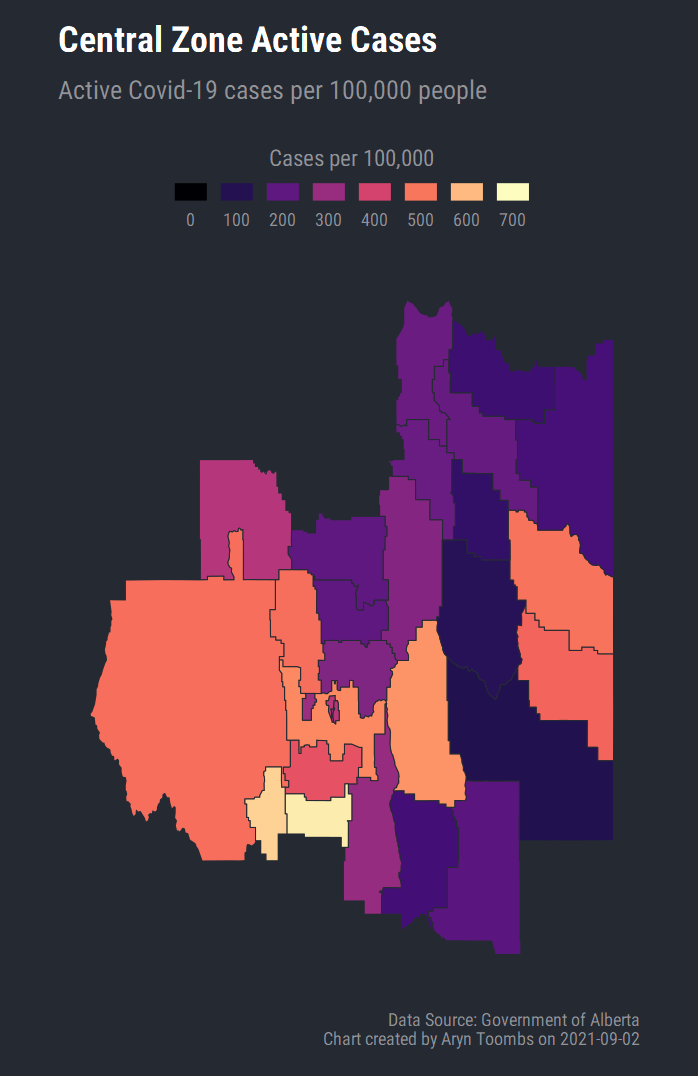 Central Zone Active Cases
Active Covid-19 cases per 100,000 people
Cases per 100,000
0 100 200 300 400 500 600 700
Data Source: Government of Alberta
Chart created by Aryn Toombs on 2021-09-02